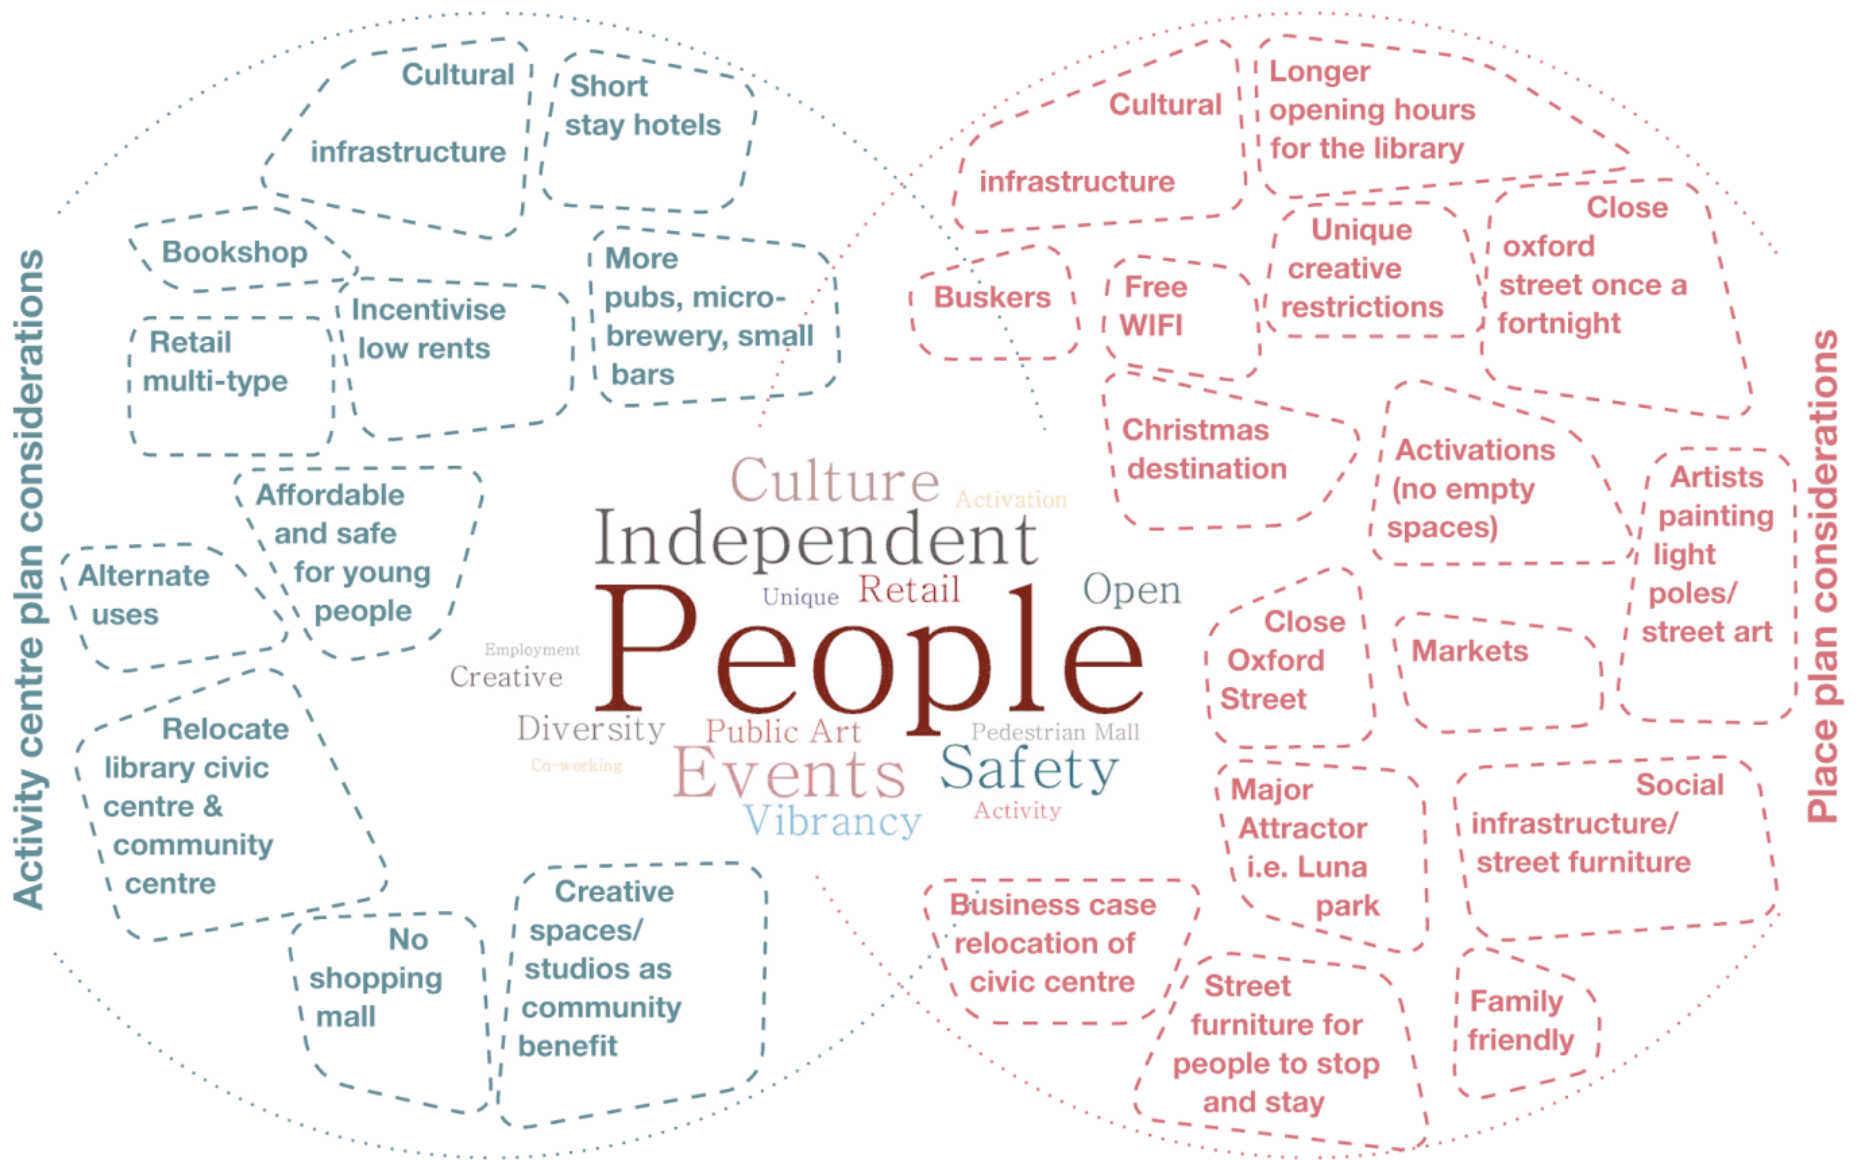 Activity centre plan considerations
Cultural
infrastructure
Short
stay hotels
Bookshop
More
pubs, micro-
brewery, small
bars
Incentivise
low rents
Retail
multi-type
Affordable
and safe
for young
people
Alternate
uses
Relocate
library civic
centre &
community
centre
No
shopping
mall
Creative
spaces/
studios as
community
benefit
Culture
Activation
Independent
Unique
Retail
Open
People
Employment
Creative
Diversity
Public Art
Pedestrian Mall
Co-working
Events
Safety
Vibrancy
Activity
Cultural
infrastructure
Longer
opening hours
for the library
Buskers
Free
WIFI
Unique
creative
restrictions
Close
oxford
street once a
fortnight
Christmas
destination
Activations
(no empty
spaces)
Artists
painting
light
poles/
street art
Close
Oxford
Street
Markets
Major
Attractor
i.e. Luna
park
Social
infrastructure/
street furniture
Business case
relocation of
civic centre
Street
furniture for
people to stop
and stay
Family
friendly
Place plan considerations